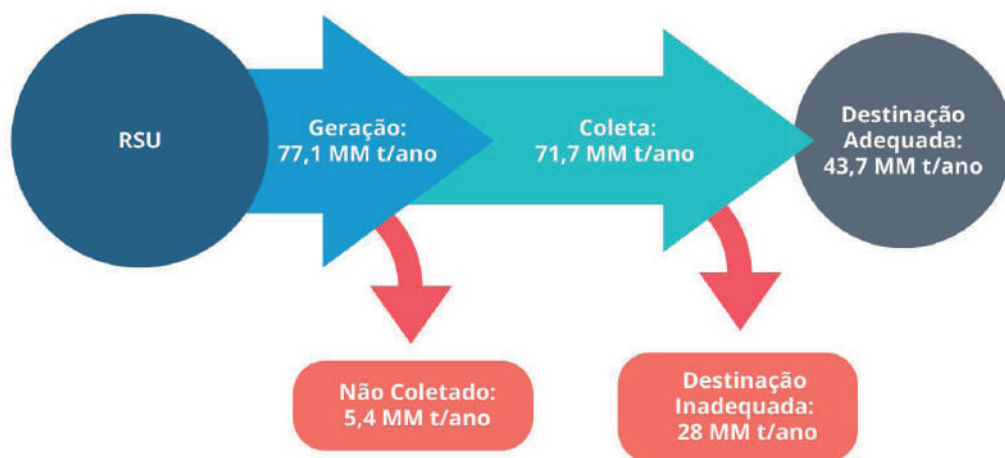 RSU
Geração:
77,1 MM t/ano
Coleta:
71,7 MM t/ano
Destinação
Adequada:
43,7 MM t/ano
Não Coletado:
5,4 MM t/ano
Destinação
Inadequada:
28 MM t/ano